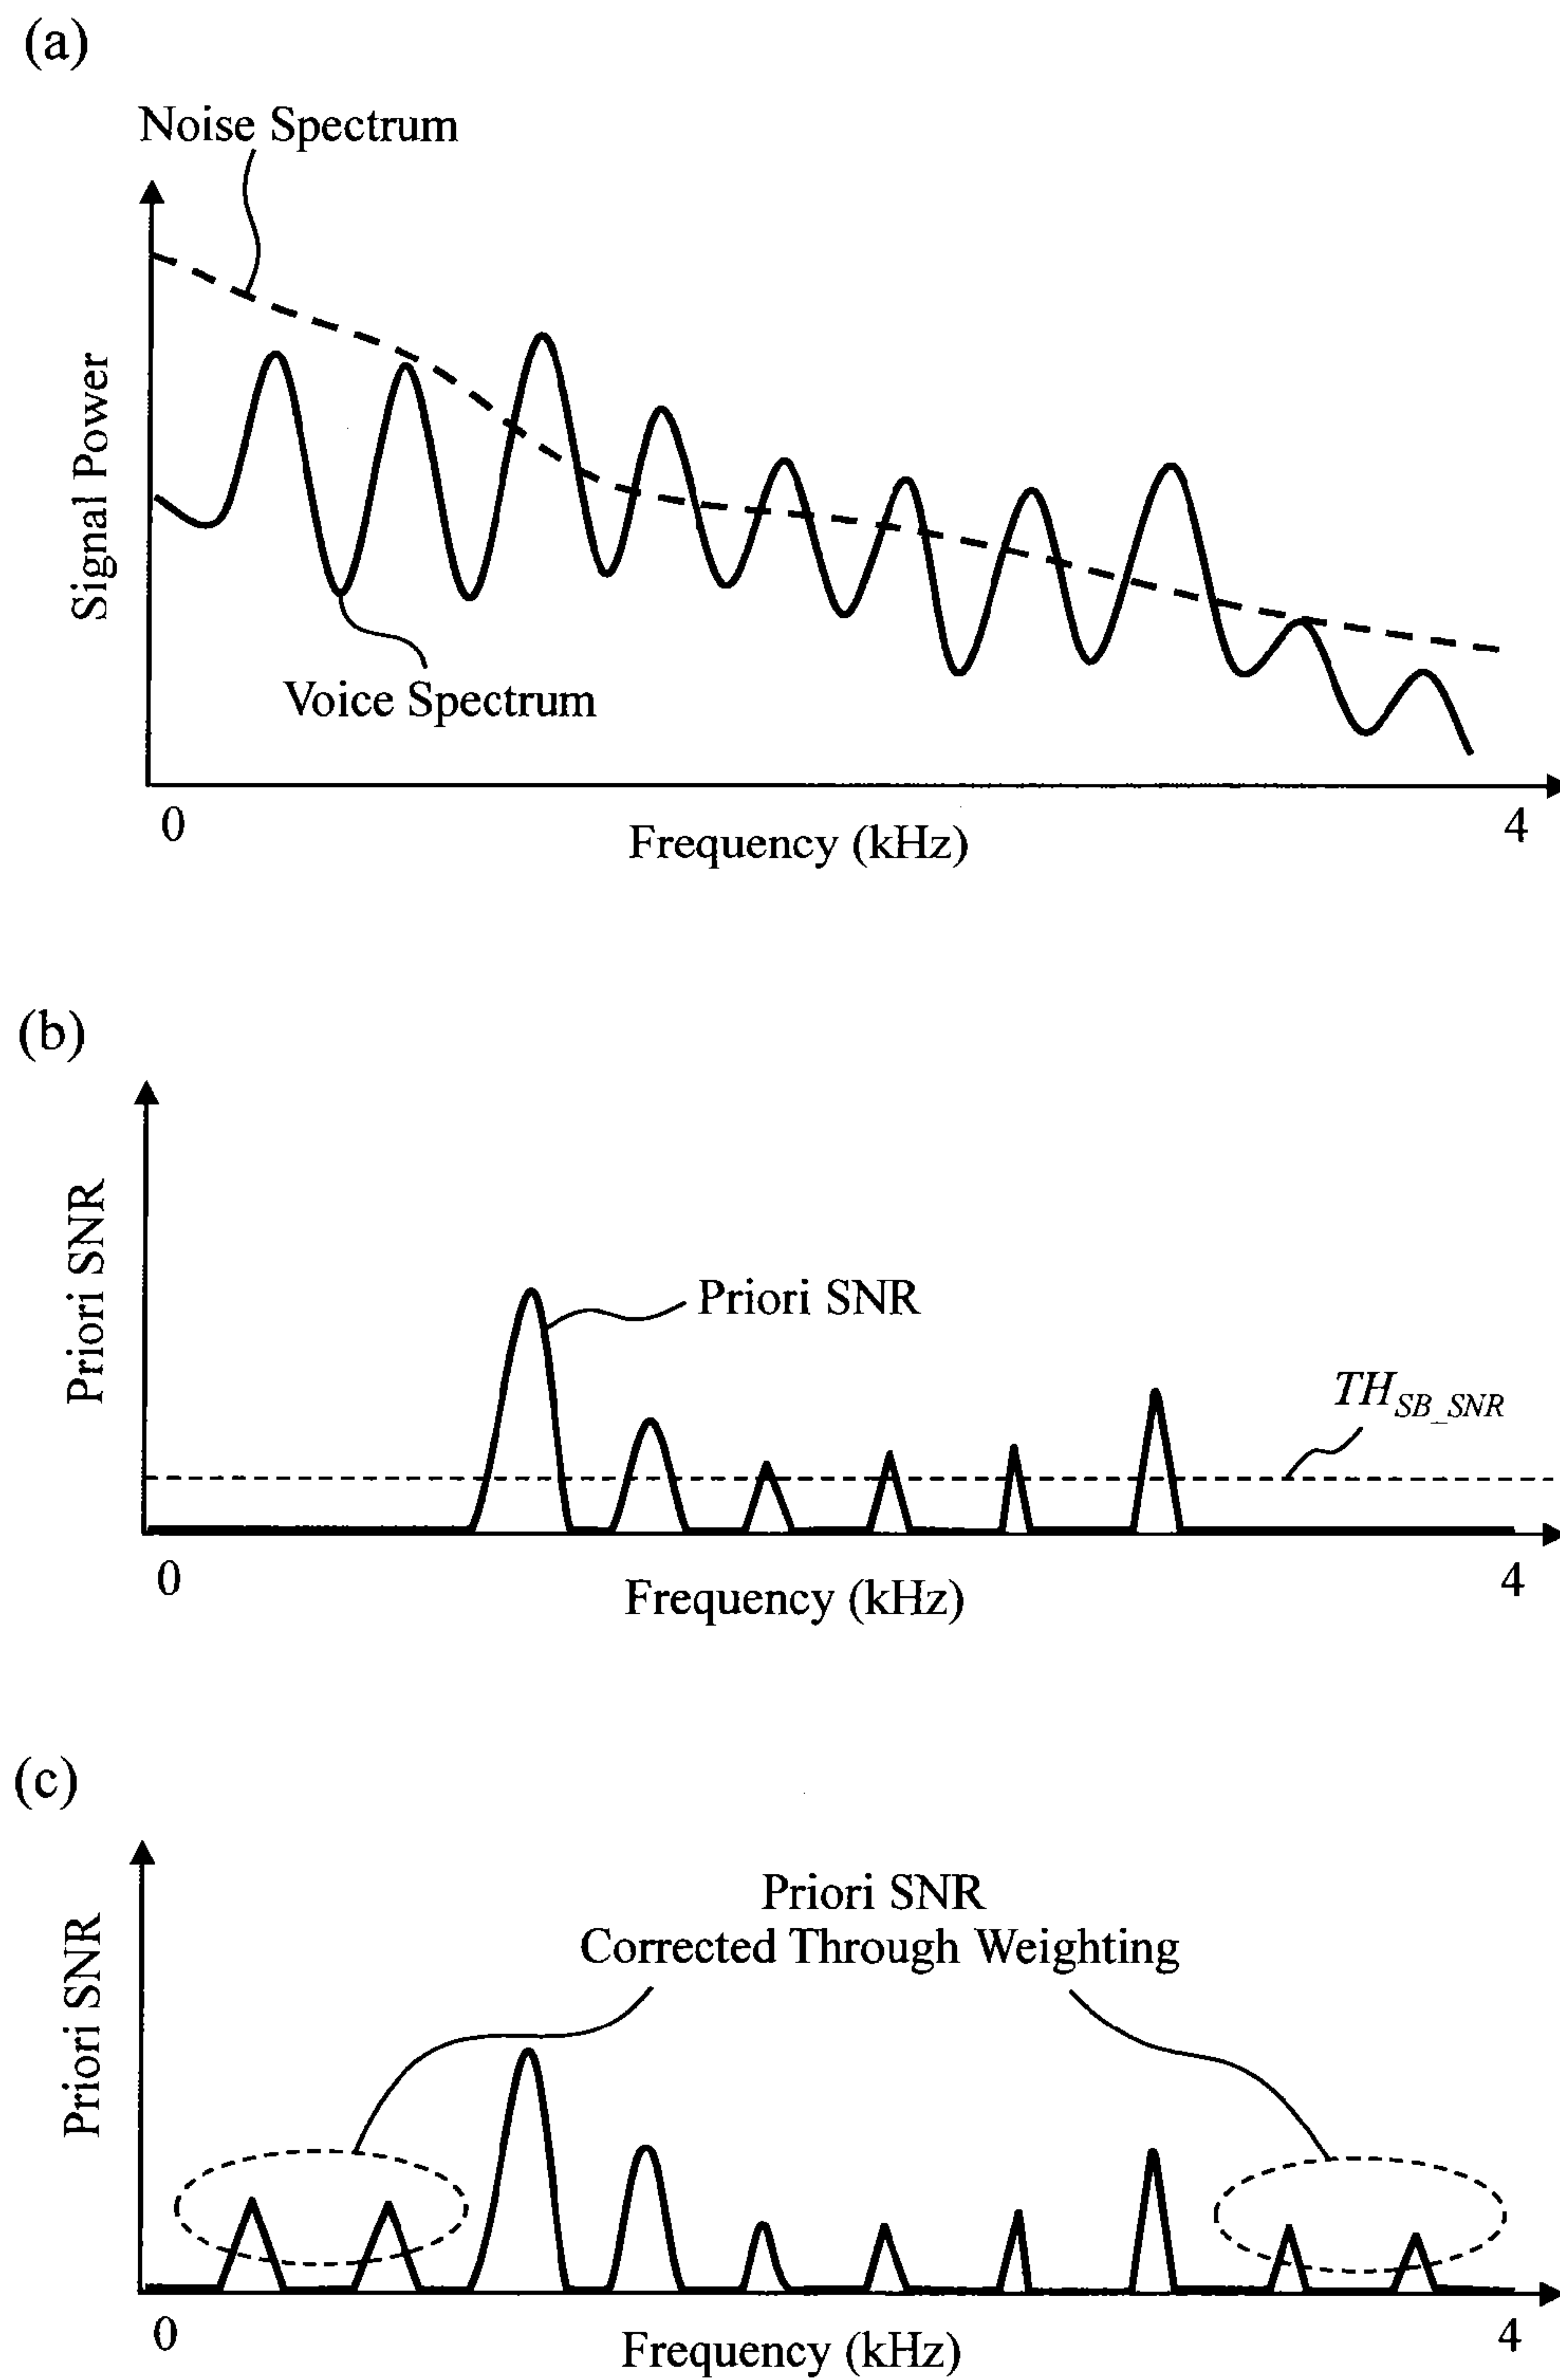 (a)
Noise Spectrum
Signal Power
Voice Spectrum
0
4
Frequency (kHz)
(b)
Priori SNR
Priori SNR
TH_SB_SNR
0
4
Frequency (kHz)
(c)
Priori SNR
Corrected Through Weighting
Priori SNR
0
4
Frequency (kHz)